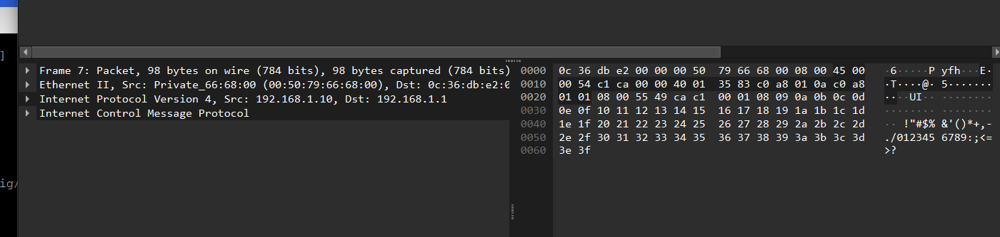 ]
ig/
Frame 7: Packet, 98 bytes on wire (784 bits), 98 bytes captured (784 bits)
Ethernet II, Src: Private_66:68:00 (00:50:79:66:68:00), Dst: 0c:36:db:e2:0
Internet Protocol Version 4, Src: 192.168.1.10, Dst: 192.168.1.1
Internet Control Message Protocol
0000 0c 36 db e2 00 00 00 50 79 66 68 00 08 00 45 00 ·6·····P yfh···E·
0010 00 54 c1 ca 00 00 40 01 35 83 c0 a8 01 0a c0 a8 ·T····@· 5·······
0020 01 01 08 00 55 49 ca c1 00 01 08 09 0a 0b 0c 0d ····UI·· ········
0030 0e 0f 10 11 12 13 14 15 16 17 18 19 1a 1b 1c 1d ········ ········
0040 1e 1f 20 21 22 23 24 25 26 27 28 29 2a 2b 2c 2d ·· !"#$% &'()*+,-
0050 2e 2f 30 31 32 33 34 35 36 37 38 39 3a 3b 3c 3d ./012345 6789:;<=
0060 3e 3f >?